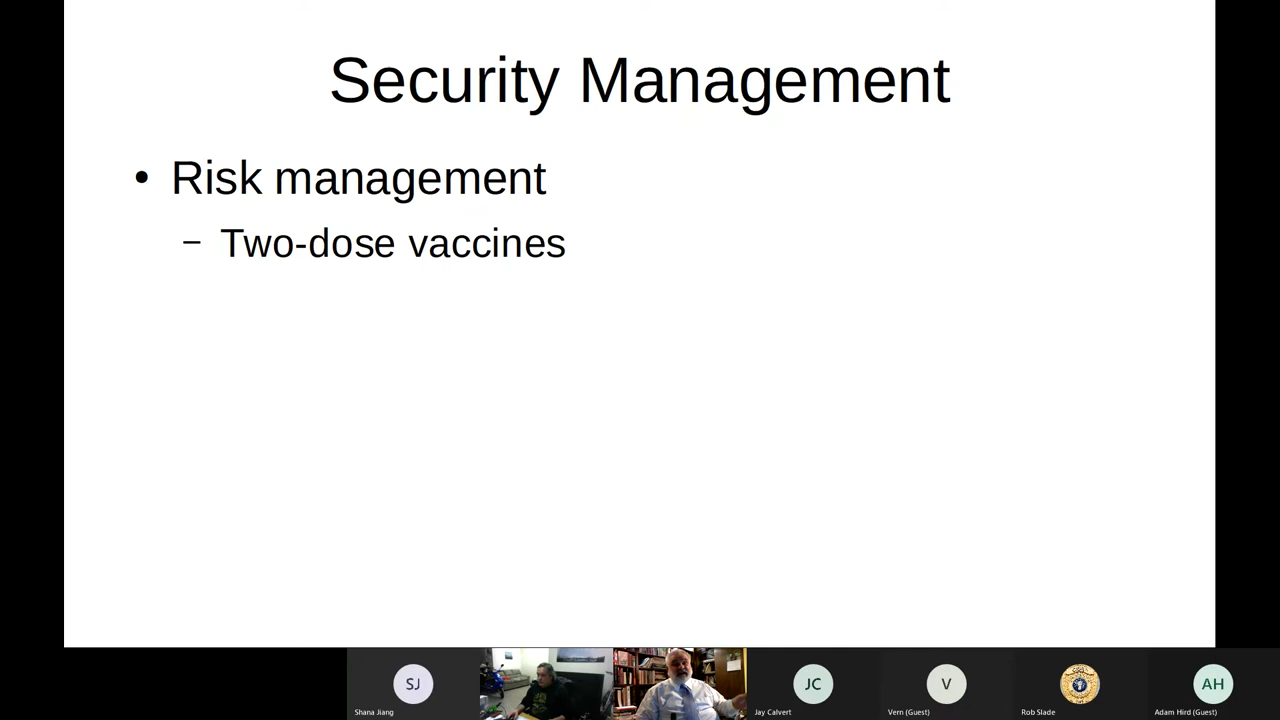 Security Management
• Risk management
– Two-dose vaccines
SJ
JC
V
AH
Shana Jiang
Jay Calvert
Vern (Guest)
Rob Slade
Adam Hird (Guest)